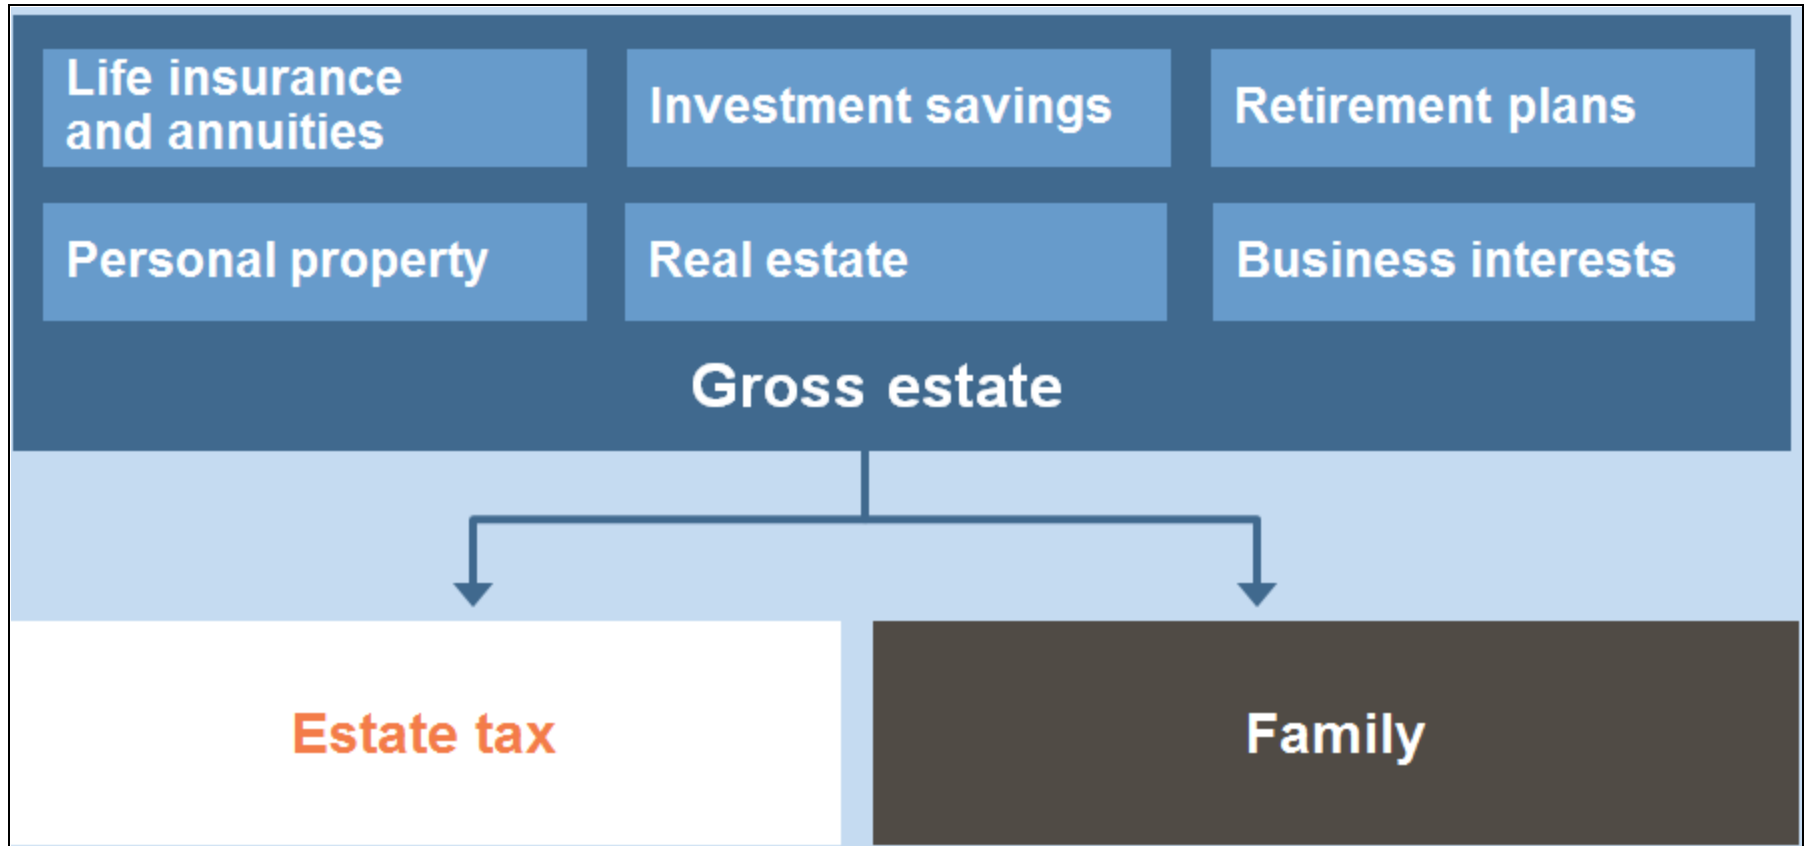 Life insurance
and annuities
Investment savings
Retirement plans
Personal property
Real estate
Business interests
Gross estate
Estate tax
Family